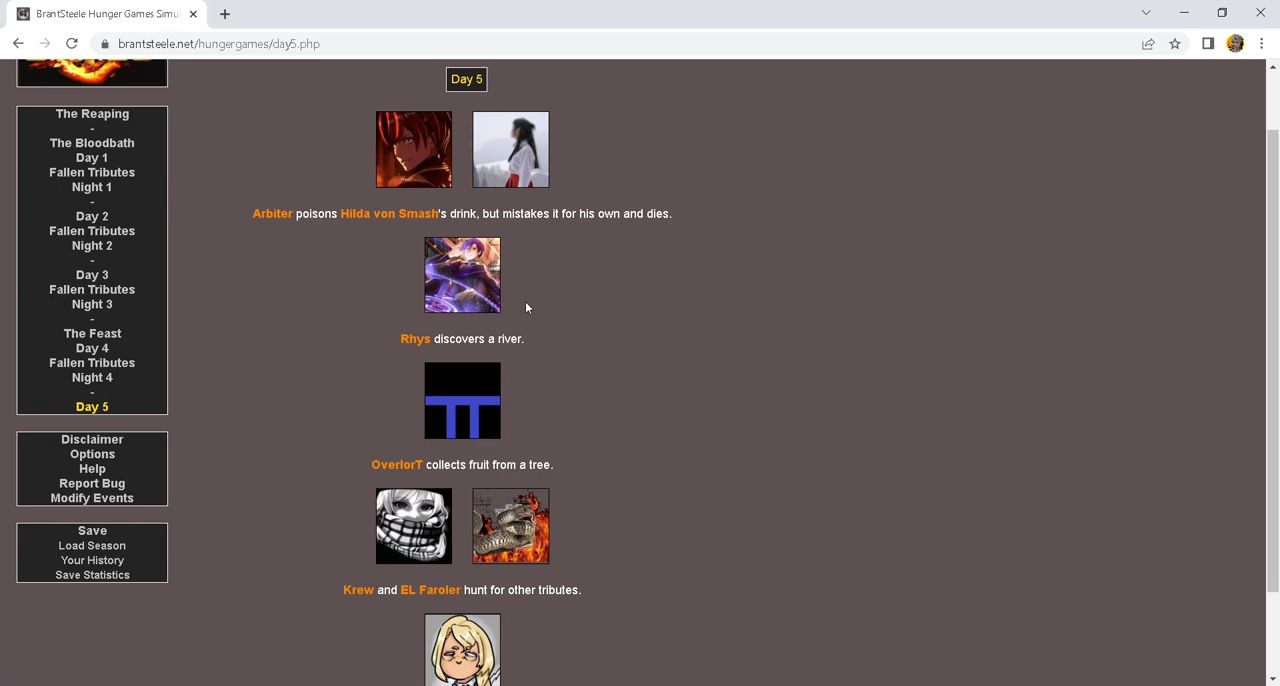 BrantSteele Hunger Games Simu
brantsteele.net/hungergames/day5.php
Day 5
The Reaping
-
The Bloodbath
Day 1
Fallen Tributes
Night 1
-
Day 2
Fallen Tributes
Night 2
-
Day 3
Fallen Tributes
Night 3
-
The Feast
Day 4
Fallen Tributes
Night 4
-
Day 5
Disclaimer
Options
Help
Report Bug
Modify Events
Save
Load Season
Your History
Save Statistics
Arbiter poisons Hilda von Smash's drink, but mistakes it for his own and dies.
Rhys discovers a river.
OverlorT collects fruit from a tree.
Krew and EL Faroler hunt for other tributes.